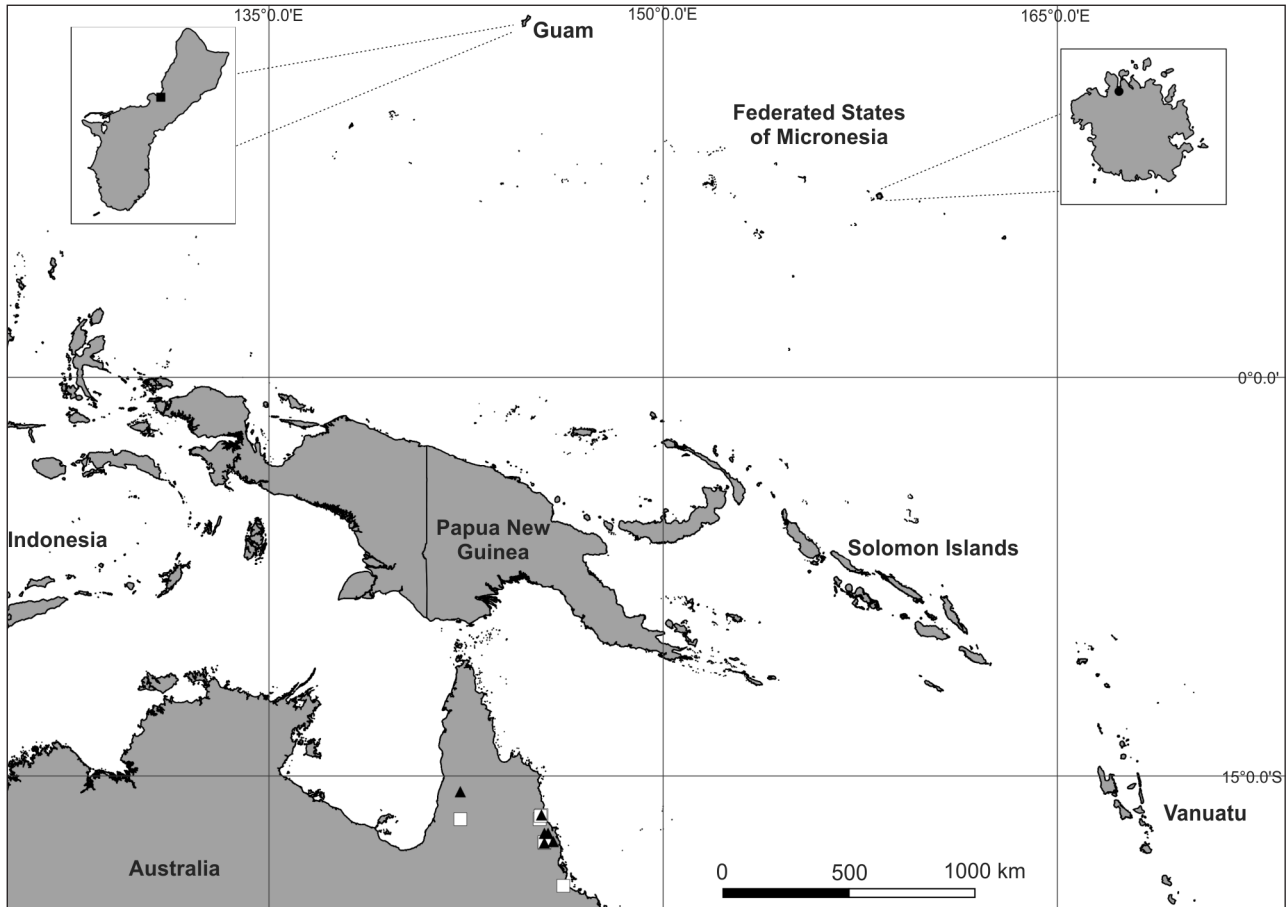 135°0.0'E
150°0.0'E
165°0.0'E
Guam
Federated States
of Micronesia
0°0.0'
Indonesia
Papua New
Guinea
Solomon Islands
15°0.0'S
Vanuatu
Australia
0 500 1000 km